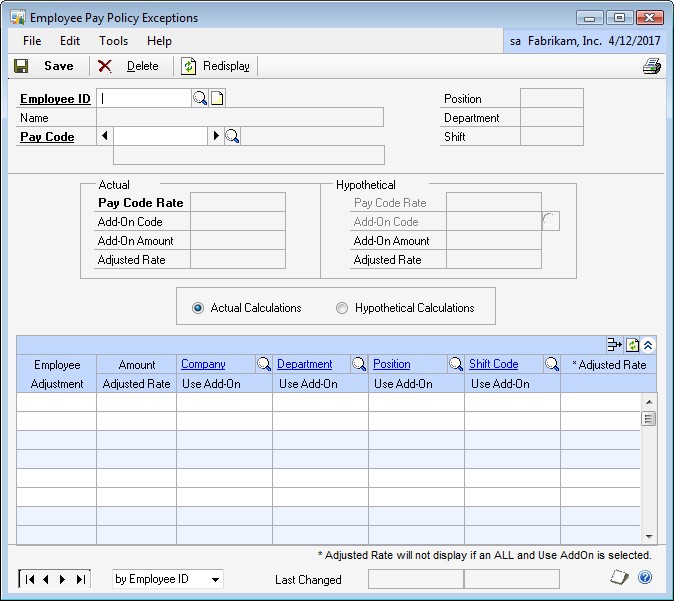 Employee Pay Policy Exceptions
File Edit Tools Help sa Fabrikam, Inc. 4/12/2017
Save Delete Redisplay
Employee ID Position
Name Department
Pay Code Shift
Actual Hypothetical
Pay Code Rate Pay Code Rate
Add-On Code Add-On Code
Add-On Amount Add-On Amount
Adjusted Rate Adjusted Rate
Actual Calculations Hypothetical Calculations
Employee Amount Company Department Position Shift Code * Adjusted Rate
Adjustment Adjusted Rate Use Add-On Use Add-On Use Add-On Use Add-On
* Adjusted Rate will not display if an ALL and Use AddOn is selected.
by Employee ID Last Changed